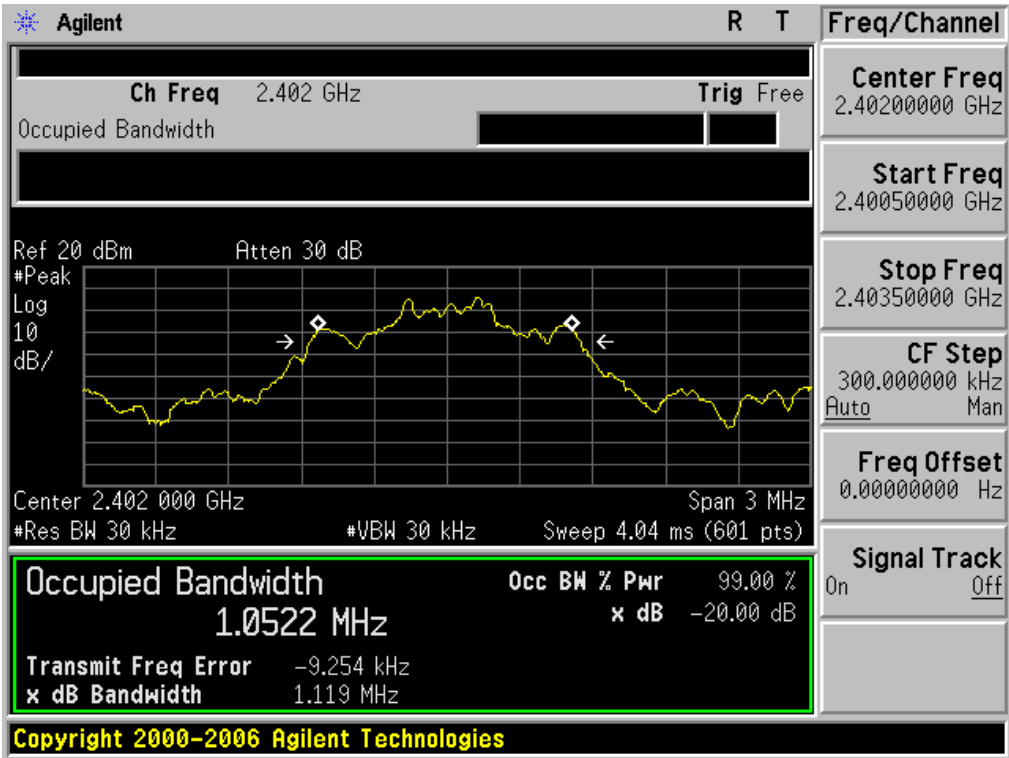 Agilent R T
Freq/Channel
Ch Freq 2.402 GHz Trig Free
Occupied Bandwidth
Center Freq
2.40200000 GHz
Start Freq
2.40050000 GHz
Stop Freq
2.40350000 GHz
CF Step
300.000000 kHz
Auto Man
Freq Offset
0.00000000 Hz
Signal Track
On Off
Ref 20 dBm Atten 30 dB
#Peak
Log
10
dB/
Center 2.402 000 GHz Span 3 MHz
#Res BW 30 kHz #VBW 30 kHz Sweep 4.04 ms (601 pts)
Occupied Bandwidth
1.0522 MHz
Occ BW % Pwr 99.00 %
x dB -20.00 dB
Transmit Freq Error -9.254 kHz
x dB Bandwidth 1.119 MHz
Copyright 2000-2006 Agilent Technologies